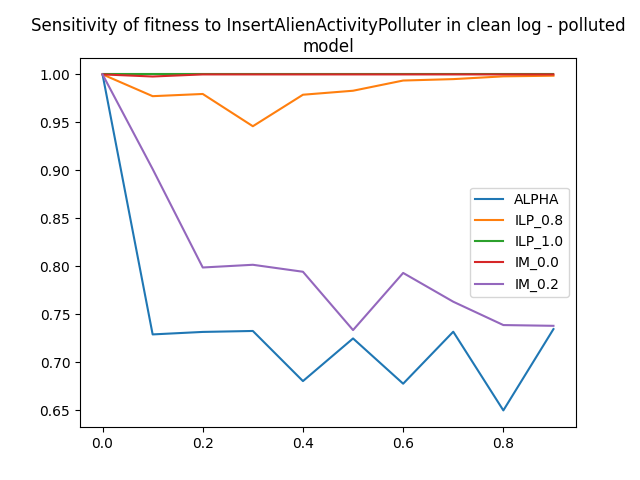 Sensitivity of fitness to InsertAlienActivityPolluter in clean log - polluted
model
1.00
0.95
0.90
0.85
0.80
0.75
0.70
0.65
ALPHA
ILP_0.8
ILP_1.0
IM_0.0
IM_0.2
0.0 0.2 0.4 0.6 0.8